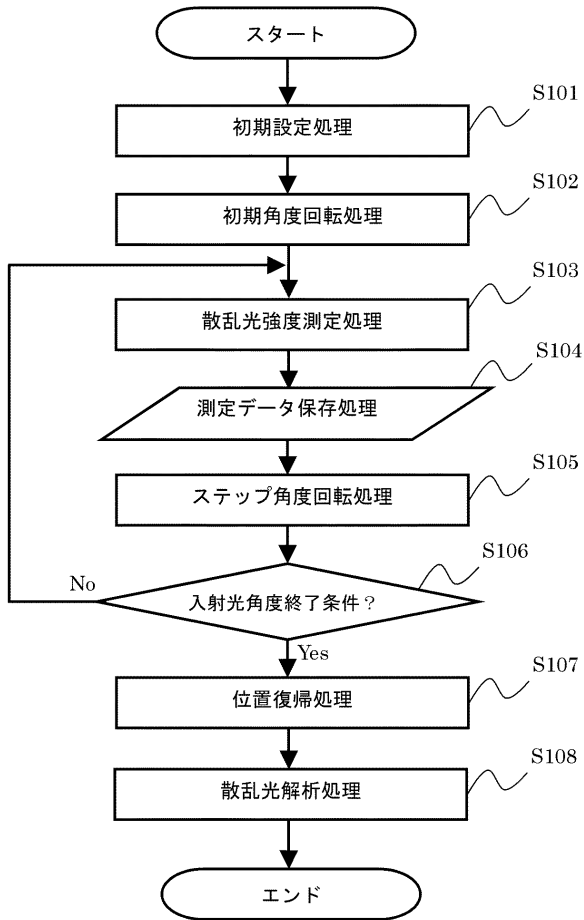 スタート
S101
初期設定処理
S102
初期角度回転処理
S103
散乱光強度測定処理
S104
測定データ保存処理
S105
ステップ角度回転処理
S106
No
入射光角度終了条件？
Yes
S107
位置復帰処理
S108
散乱光解析処理
エンド